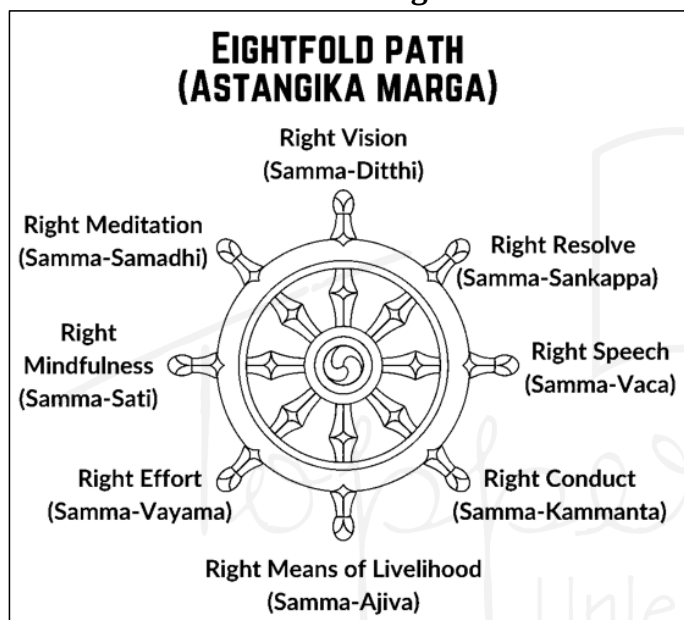 EIGHTFOLD PATH
(ASTANGIKA MARGA)
Right Vision
(Samma-Ditthi)
Right Resolve
(Samma-Sankappa)
Right Speech
(Samma-Vaca)
Right Conduct
(Samma-Kammanta)
Right Means of Livelihood
(Samma-Ajiva)
Right Effort
(Samma-Vayama)
Right
Mindfulness
(Samma-Sati)
Right Meditation
(Samma-Samadhi)